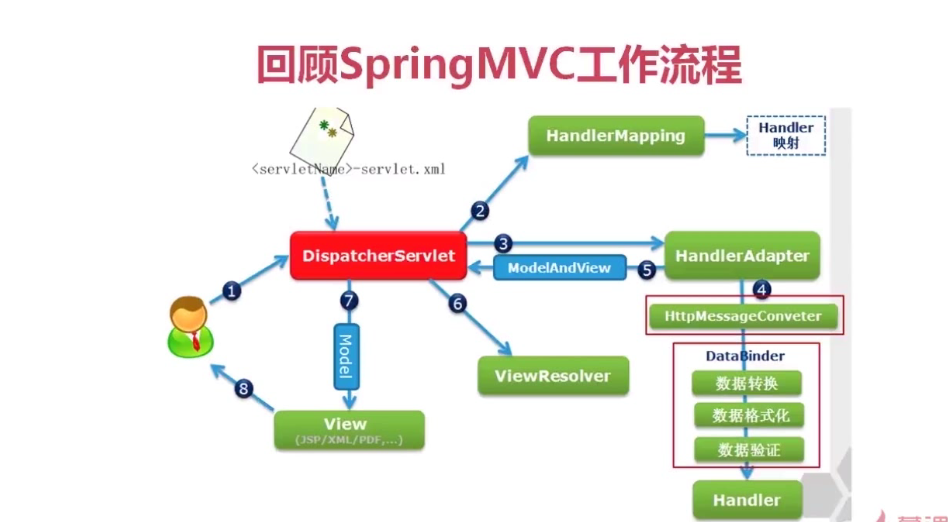 回顾SpringMVC工作流程
<servletName>-servlet.xml
HandlerMapping
Handler
映射
2
DispatcherServlet
3
HandlerAdapter
ModelAndView
5
1
7
6
4
HttpMessageConveter
Model
DataBinder
ViewResolver
数据转换
8
View
(JSP/XML/PDF,...)
数据格式化
数据验证
Handler